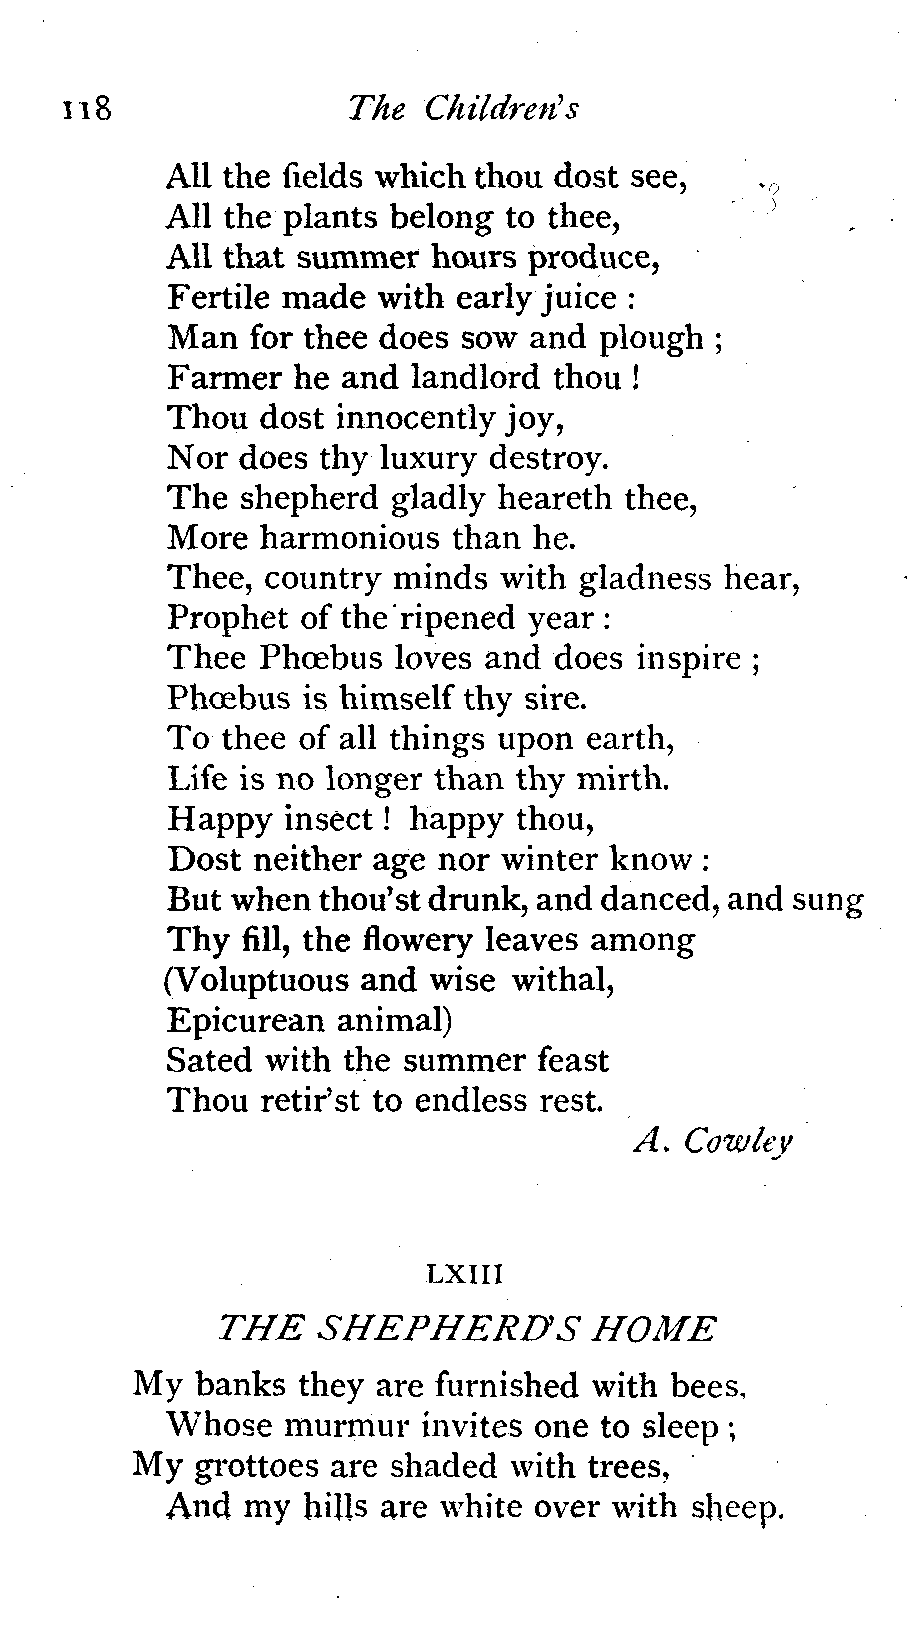 118 The Children's
All the fields which thou dost see,
All the plants belong to thee,
All that summer hours produce,
Fertile made with early juice :
Man for thee does sow and plough ;
Farmer he and landlord thou !
Thou dost innocently joy,
Nor does thy luxury destroy.
The shepherd gladly heareth thee,
More harmonious than he.
Thee, country minds with gladness hear,
Prophet of the ripened year :
Thee Phœbus loves and does inspire ;
Phœbus is himself thy sire.
To thee of all things upon earth,
Life is no longer than thy mirth.
Happy insect ! happy thou,
Dost neither age nor winter know :
But when thou'st drunk, and danced, and sung
Thy fill, the flowery leaves among
(Voluptuous and wise withal,
Epicurean animal)
Sated with the summer feast
Thou retir'st to endless rest.
A. Cowley
LXIII
THE SHEPHERD'S HOME
My banks they are furnished with bees,
Whose murmur invites one to sleep ;
My grottoes are shaded with trees,
And my hills are white over with sheep.